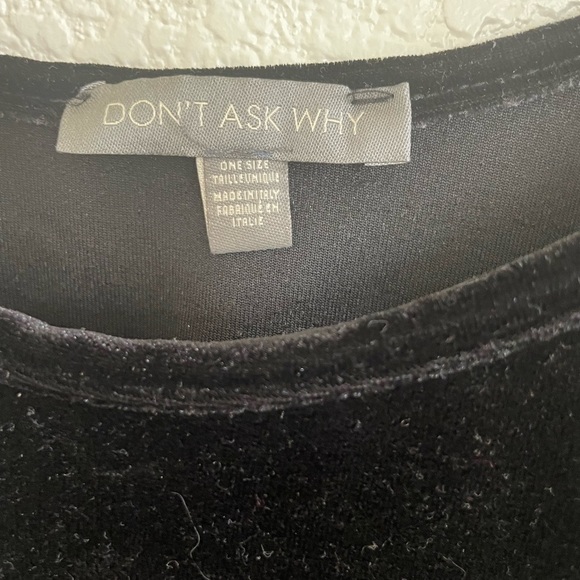 DON'T ASK WHY
ONE SIZE
TAILLE UNIQUE
MADE IN ITALY
FABRIQUÉ EN
ITALIE